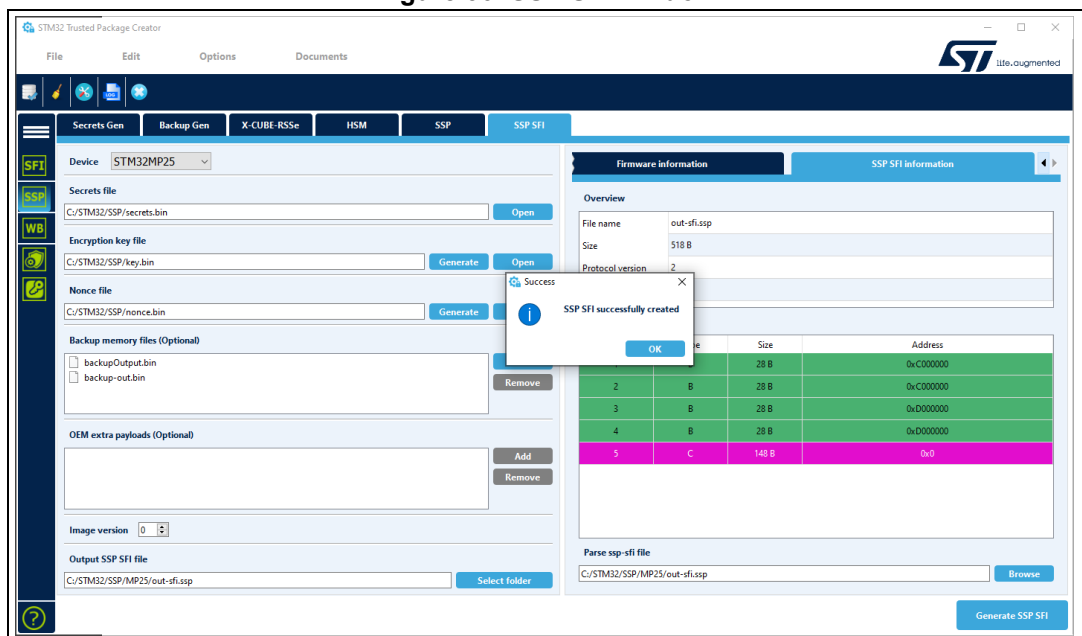 STM32 Trusted Package Creator
File Edit Options Documents
ST life.augmented
LOG
Secrets Gen Backup Gen X-CUBE-RSSe HSM SSP SSP SFI
SFI
SSP
WB
Device STM32MP25
Secrets file
C:/STM32/SSP/secrets.bin Open
Encryption key file
C:/STM32/SSP/key.bin Generate Open
Nonce file
C:/STM32/SSP/nonce.bin Generate
Backup memory files (Optional)
backupOutput.bin
backup-out.bin
Remove
OEM extra payloads (Optional)
Add
Remove
Image version 0
Output SSP SFI file
C:/STM32/SSP/MP25/out-sfi.ssp Select folder
Firmware information SSP SFI information
Overview
File name out-sfi.ssp
Size 518 B
Protocol version 2
Success
SSP SFI successfully created
OK
Size Address
28 B 0xC000000
2 B 28 B 0xC000000
3 B 28 B 0xD000000
4 B 28 B 0xD000000
5 C 148 B 0x0
Parse ssp-sfi file
C:/STM32/SSP/MP25/out-sfi.ssp Browse
Generate SSP SFI